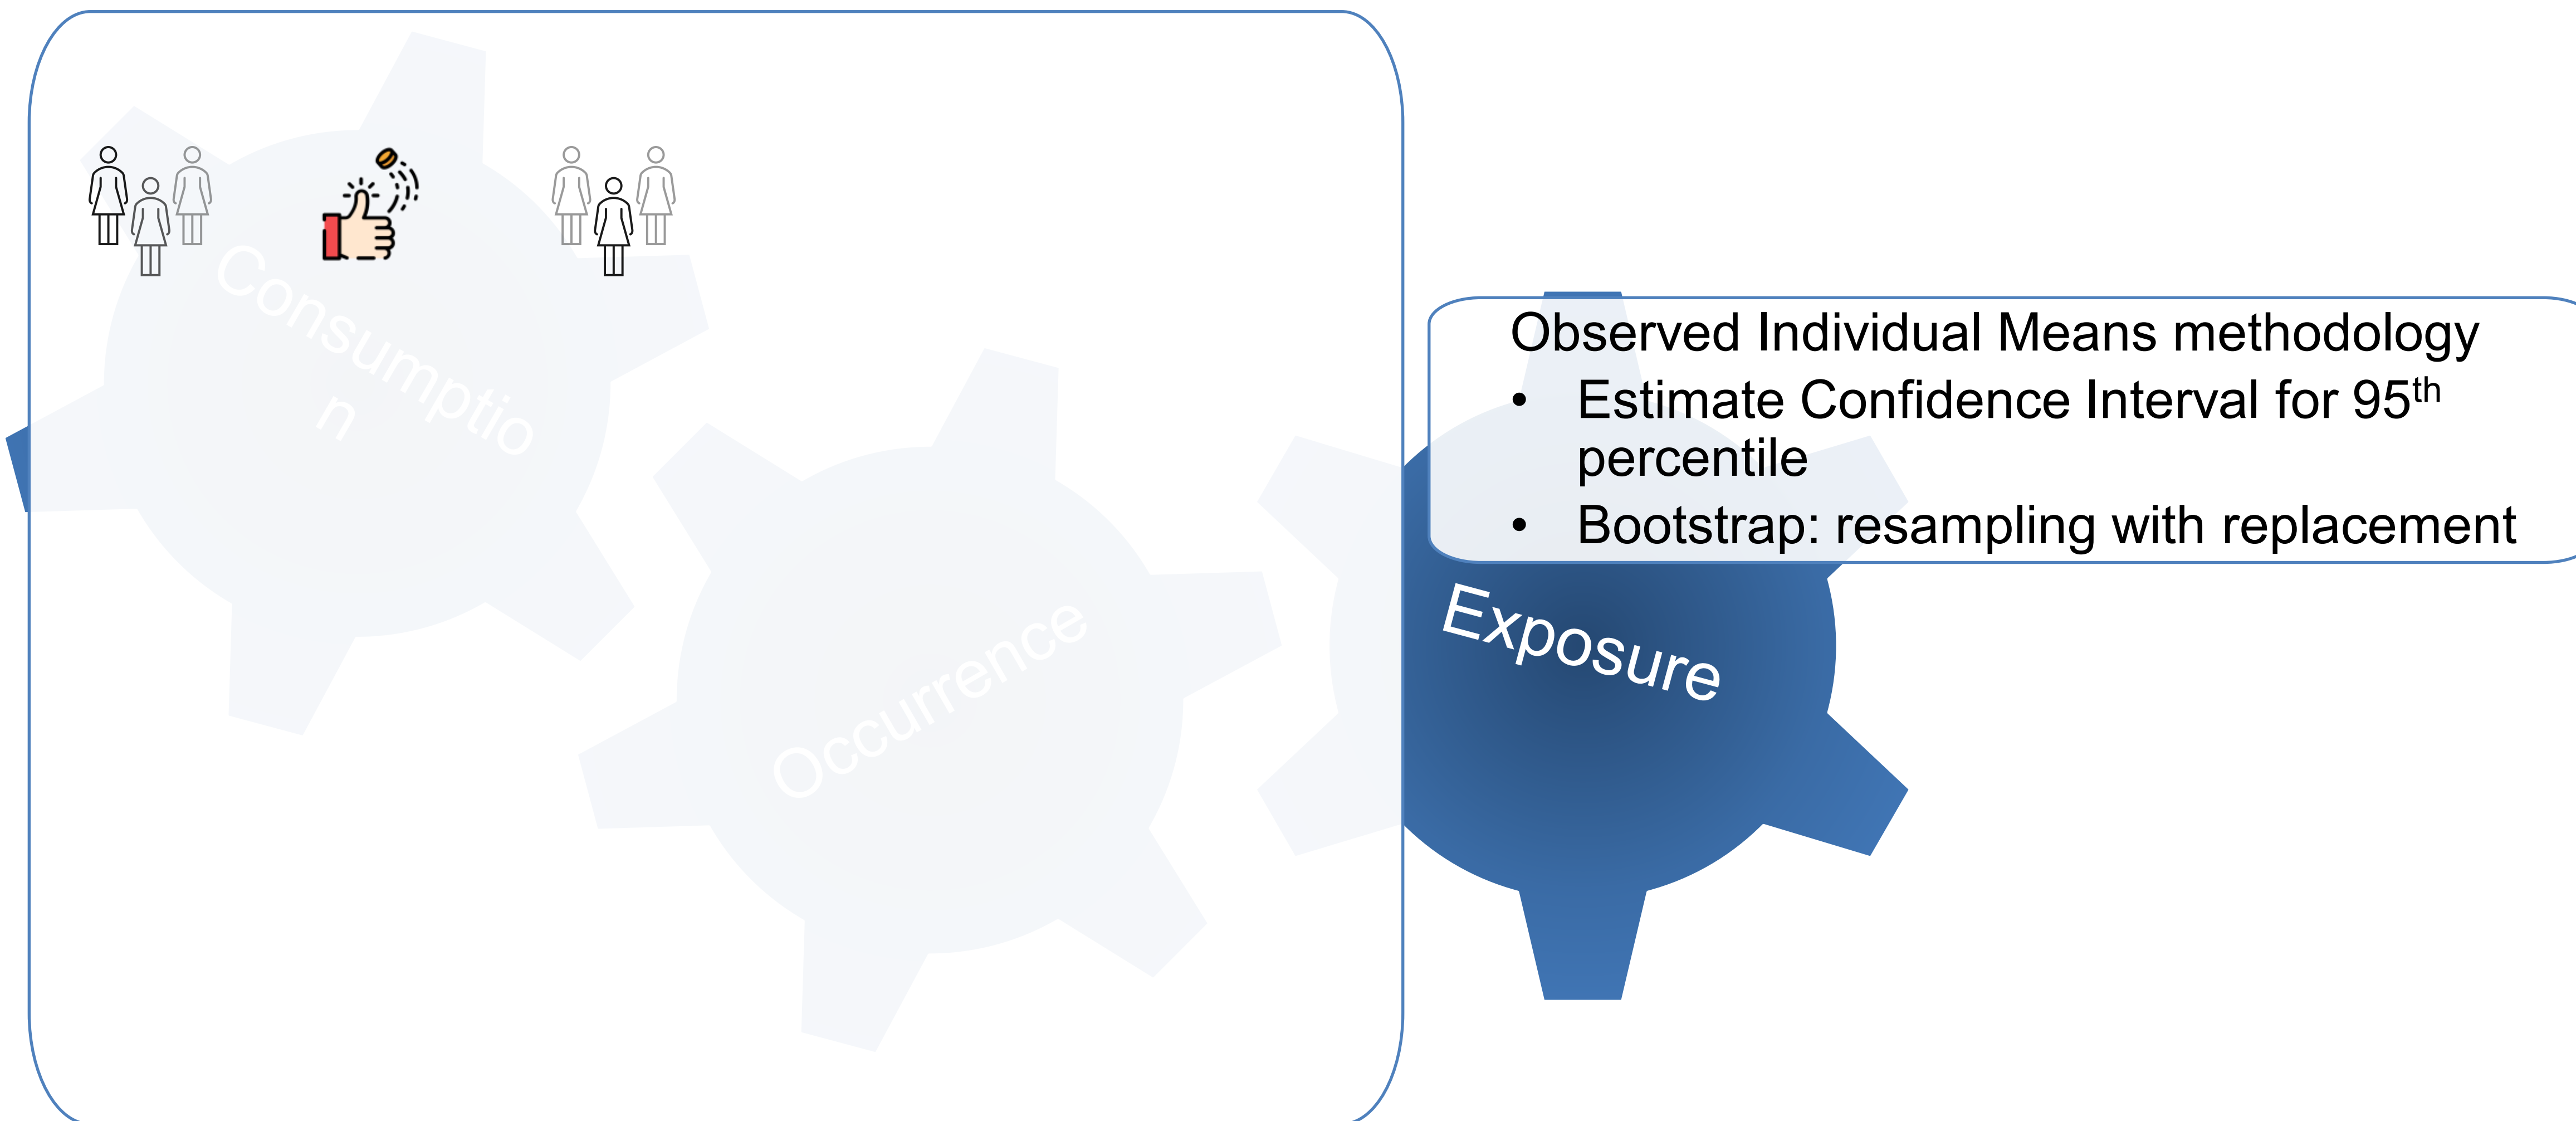 Consumptio
n
Occurrence
Observed Individual Means methodology
• Estimate Confidence Interval for 95th
percentile
• Bootstrap: resampling with replacement
Exposure